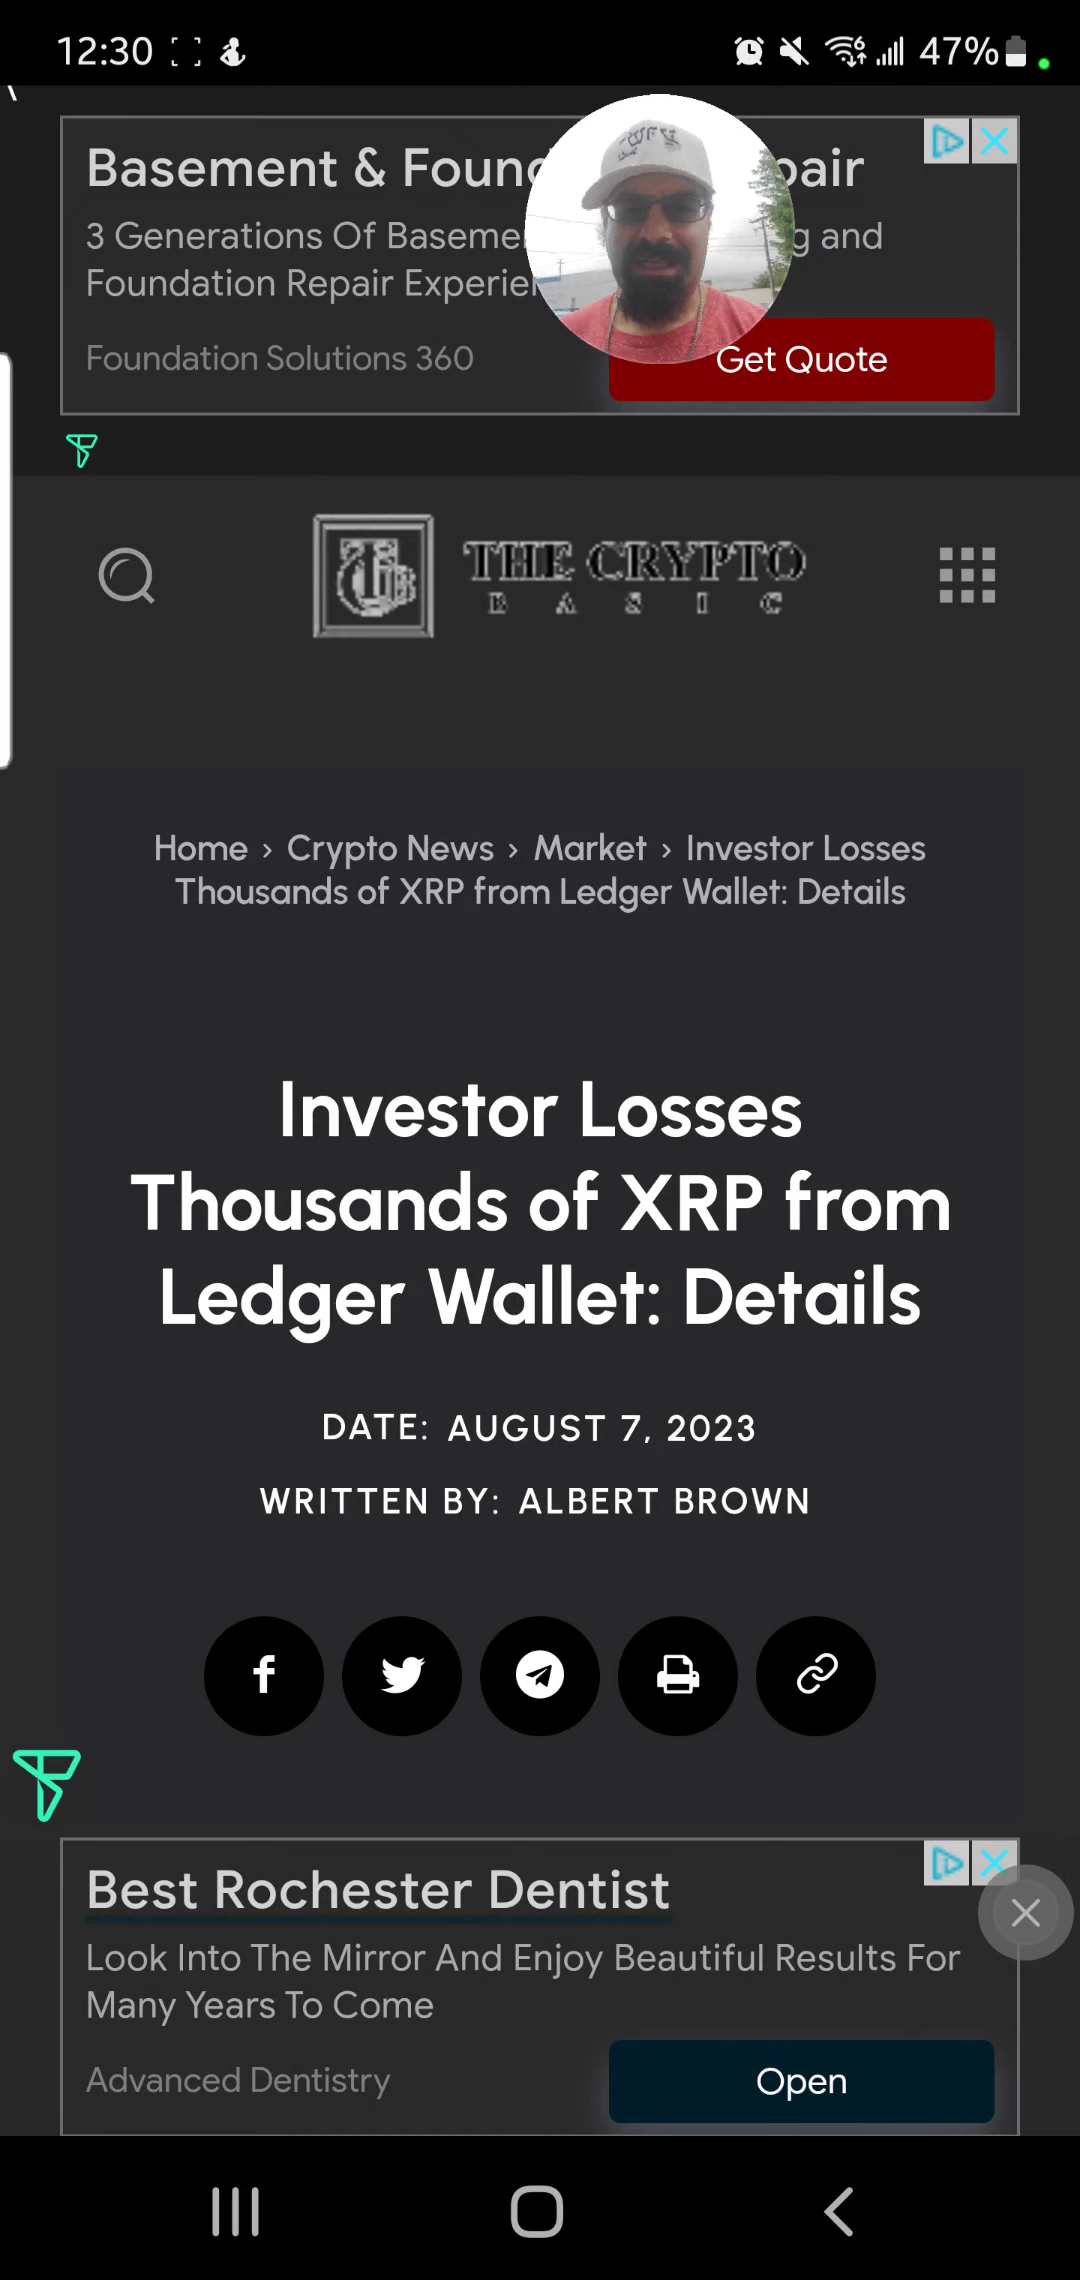 12:30 47%
Basement & Found pair
3 Generations Of Baseme g and
Foundation Repair Experie
Foundation Solutions 360
Get Quote
THE CRYPTO
BASIC
Home › Crypto News › Market › Investor Losses
Thousands of XRP from Ledger Wallet: Details
Investor Losses
Thousands of XRP from
Ledger Wallet: Details
DATE: AUGUST 7, 2023
WRITTEN BY: ALBERT BROWN
Best Rochester Dentist
Look Into The Mirror And Enjoy Beautiful Results For
Many Years To Come
Advanced Dentistry
Open